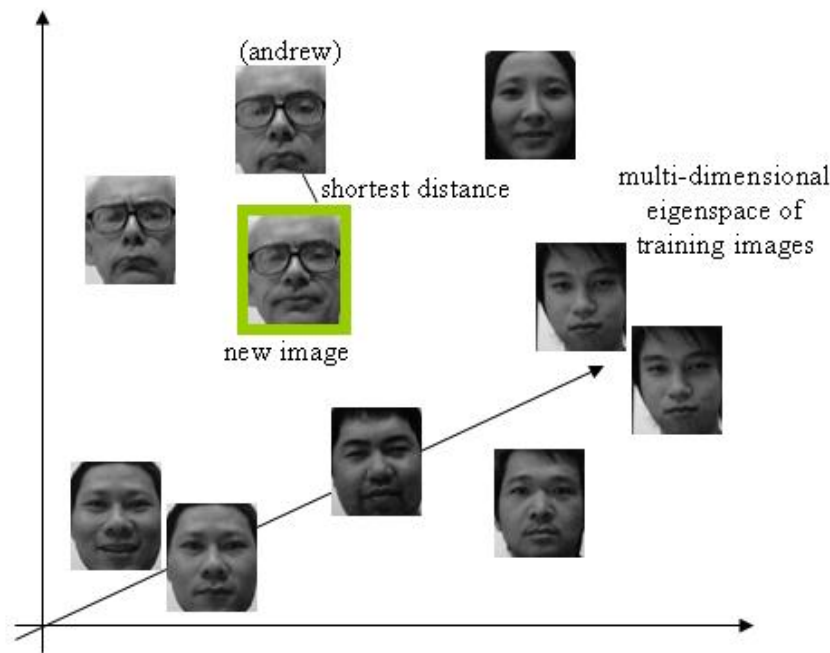 (andrew)
shortest distance
multi-dimensional
eigenspace of
training images
new image